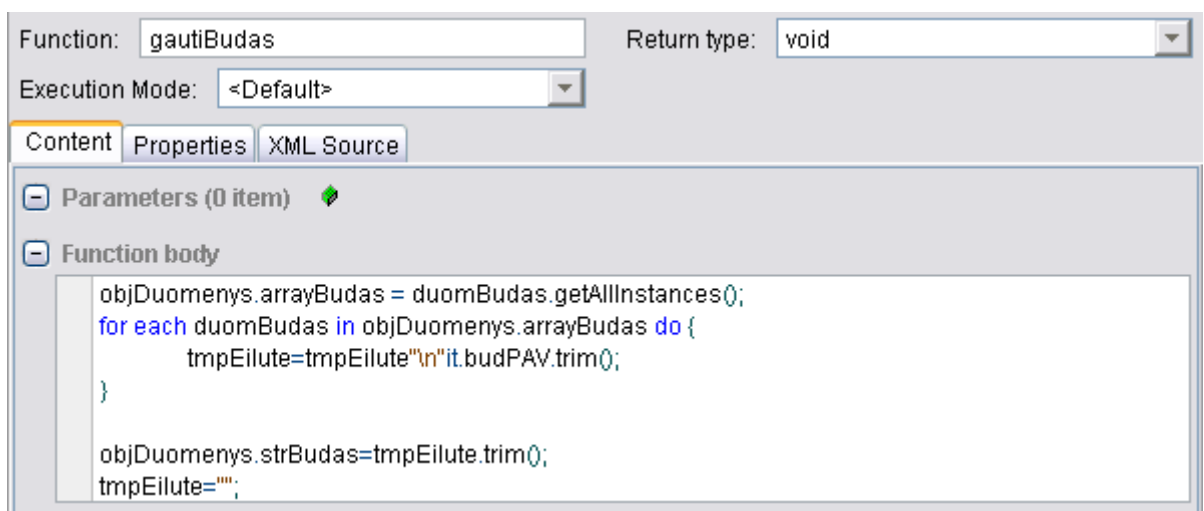 Function: gautiBudas Return type: void
Execution Mode: <Default>
Content Properties XML Source
Parameters (0 item)
Function body
objDuomenys.arrayBudas = duomBudas.getAllInstances();
for each duomBudas in objDuomenys.arrayBudas do {
tmpEilute=tmpEilute"\n"it.budPAV.trim();
}
objDuomenys.strBudas=tmpEilute.trim();
tmpEilute="";